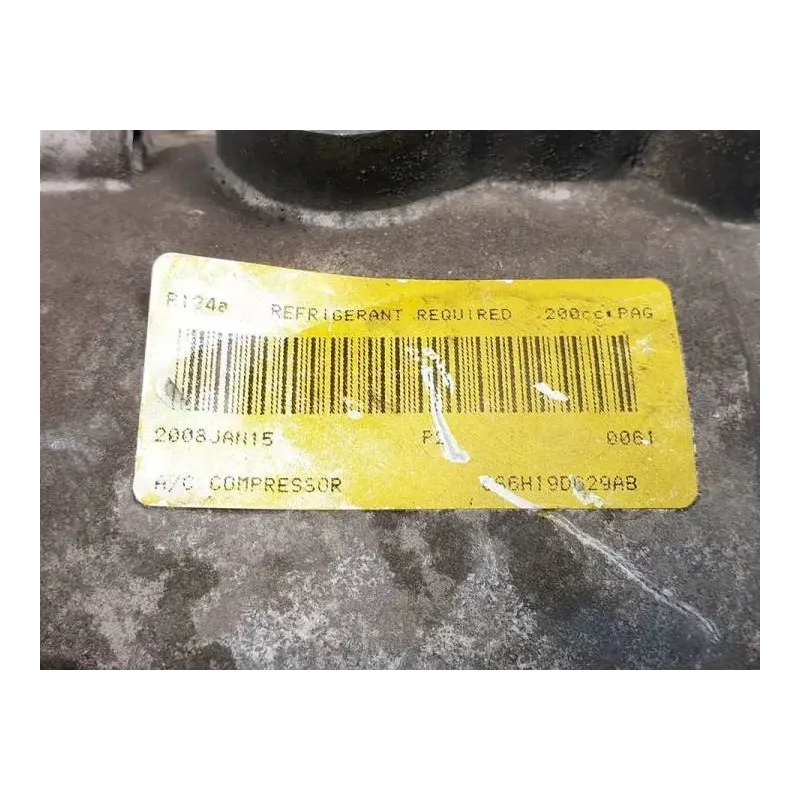 R134a REFRIGERANT REQUIRED 200cc PAG
2008JAN15 0061
A/C COMPRESSOR